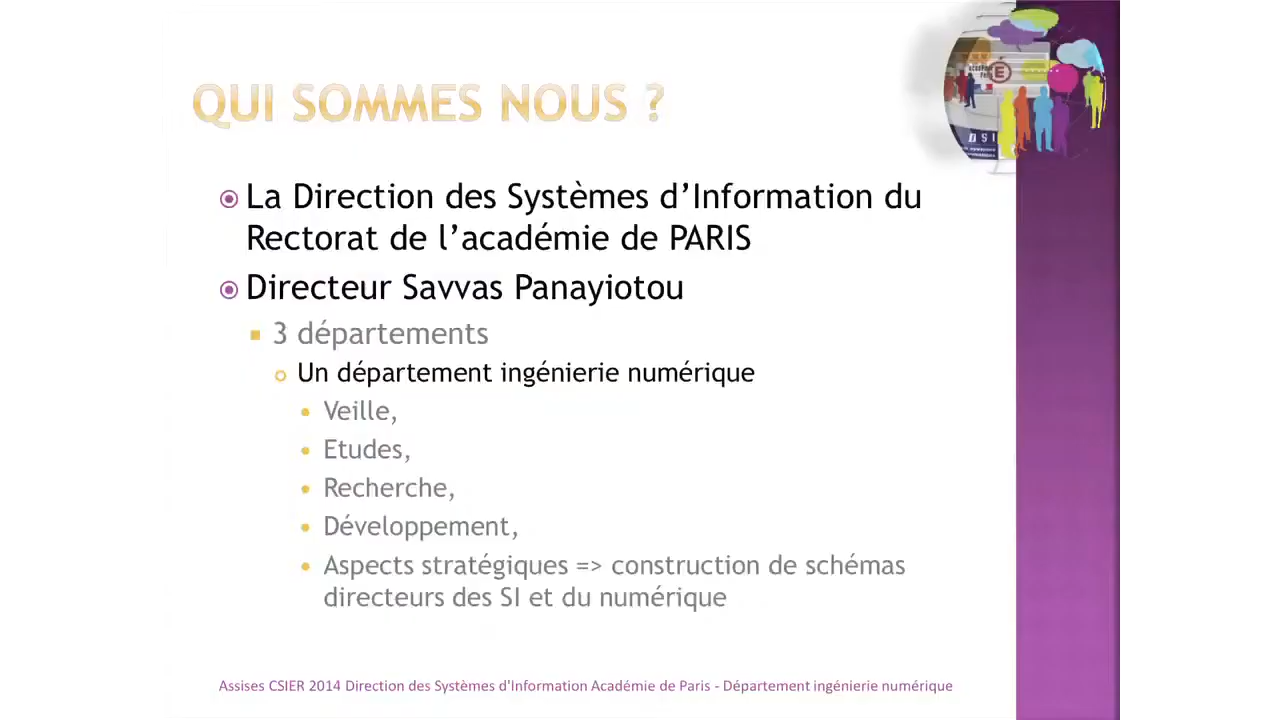 QUI SOMMES NOUS ?
La Direction des Systèmes d’Information du
Rectorat de l’académie de PARIS
Directeur Savvas Panayiotou
3 départements
Un département ingénierie numérique
Veille,
Etudes,
Recherche,
Développement,
Aspects stratégiques => construction de schémas
directeurs des SI et du numérique
Assises CSIER 2014 Direction des Systèmes d'Information Académie de Paris - Département ingénierie numérique